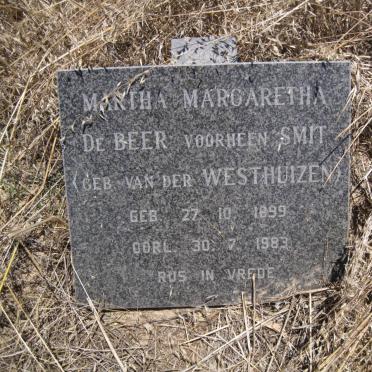 MARTHA MARGARETHA
DE BEER VOORHEEN SMIT
(GEB VAN DER WESTHUIZEN)
GEB. 27. 10. 1899
OORL. 30. 7. 1983
RUS IN VREDE